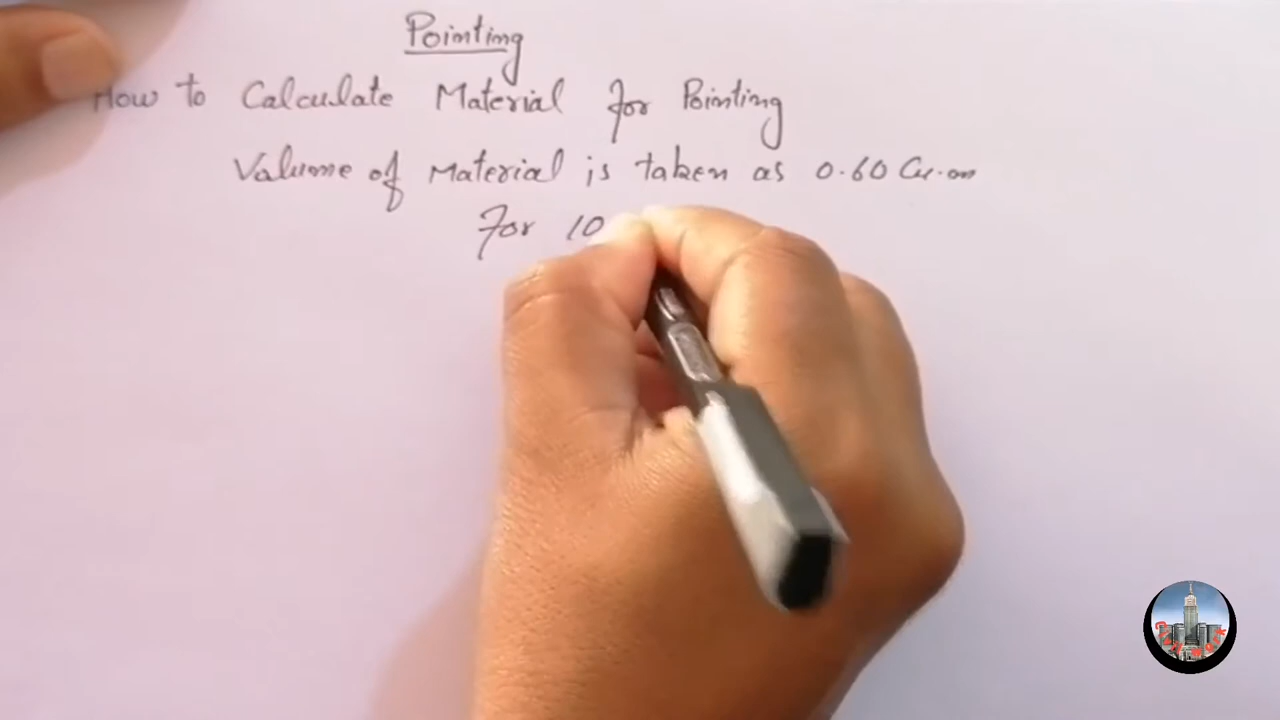 Pointing
How to Calculate Material for Pointing
Volume of Material is taken as 0.60 Cu.m
For 10